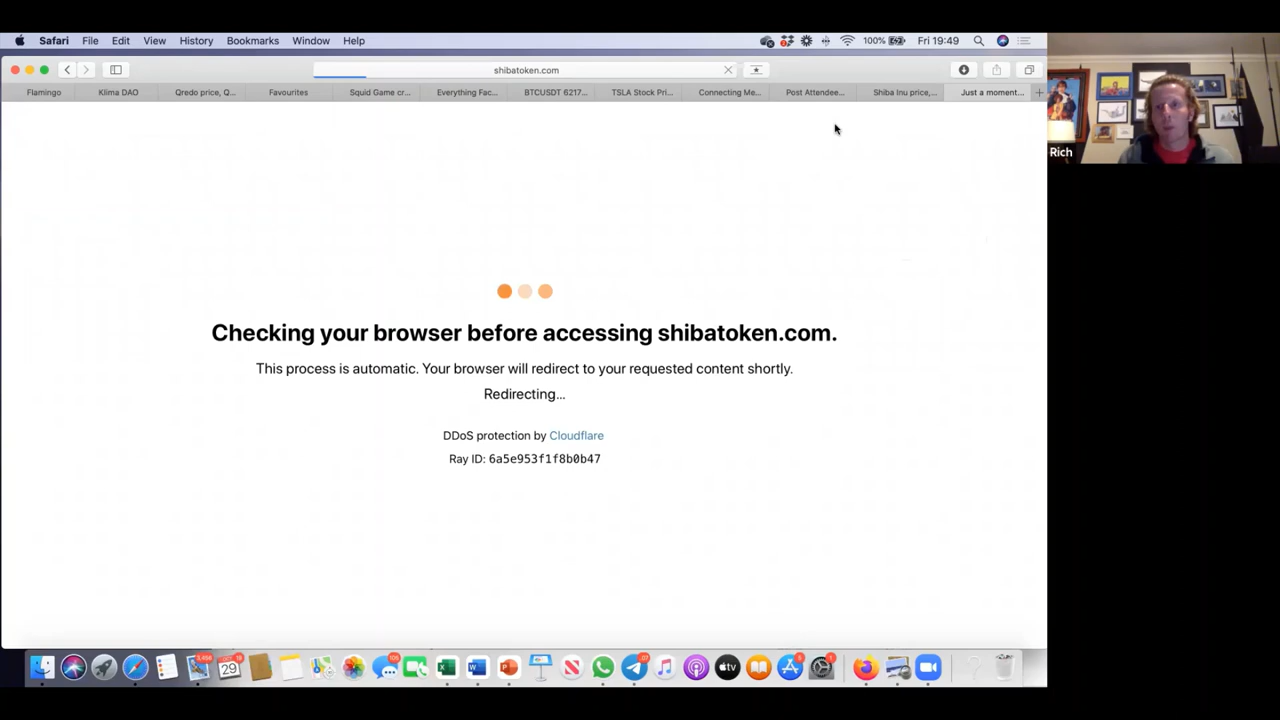 Safari File Edit View History Bookmarks Window Help 100% Fri 19:49
shibatoken.com
Flamingo Klima DAO Qredo price, Q... Favourites Squid Game cr... Everything Fac... BTCUSDT 6217... TSLA Stock Pri... Connecting Me... Post Attendee... Shiba Inu price,... Just a moment...
Rich
Checking your browser before accessing shibatoken.com.
This process is automatic. Your browser will redirect to your requested content shortly.
Redirecting...
DDoS protection by Cloudflare
Ray ID: 6a5e953f1f8b0b47
29